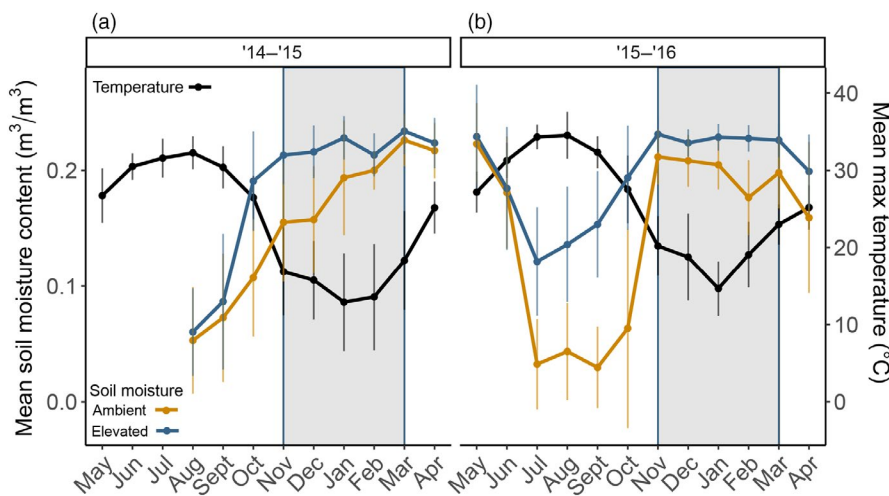 (a)
(b)
'14–'15
'15–'16
Mean soil moisture content (m³/m³)
0.2
0.1
0.0
Temperature
Soil moisture
Ambient
Elevated
40
30
20
10
0
Mean max temperature (°C)
May Jun Jul Aug Sept Oct Nov Dec Jan Feb Mar Apr
May Jun Jul Aug Sept Oct Nov Dec Jan Feb Mar Apr